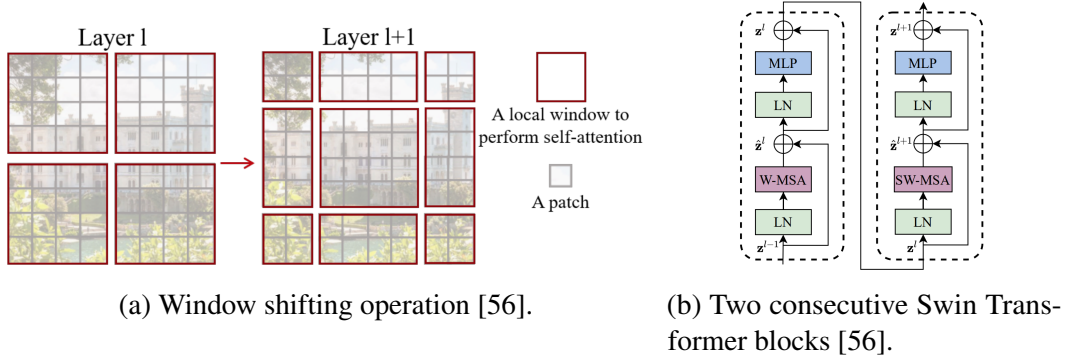 Layer l
Layer l+1
A local window to
perform self-attention
A patch
(a) Window shifting operation [56].
z^l
MLP
LN
ẑ^l
W-MSA
LN
z^{l-1}
z^{l+1}
MLP
LN
ẑ^{l+1}
SW-MSA
LN
z^l
(b) Two consecutive Swin Trans-
former blocks [56].